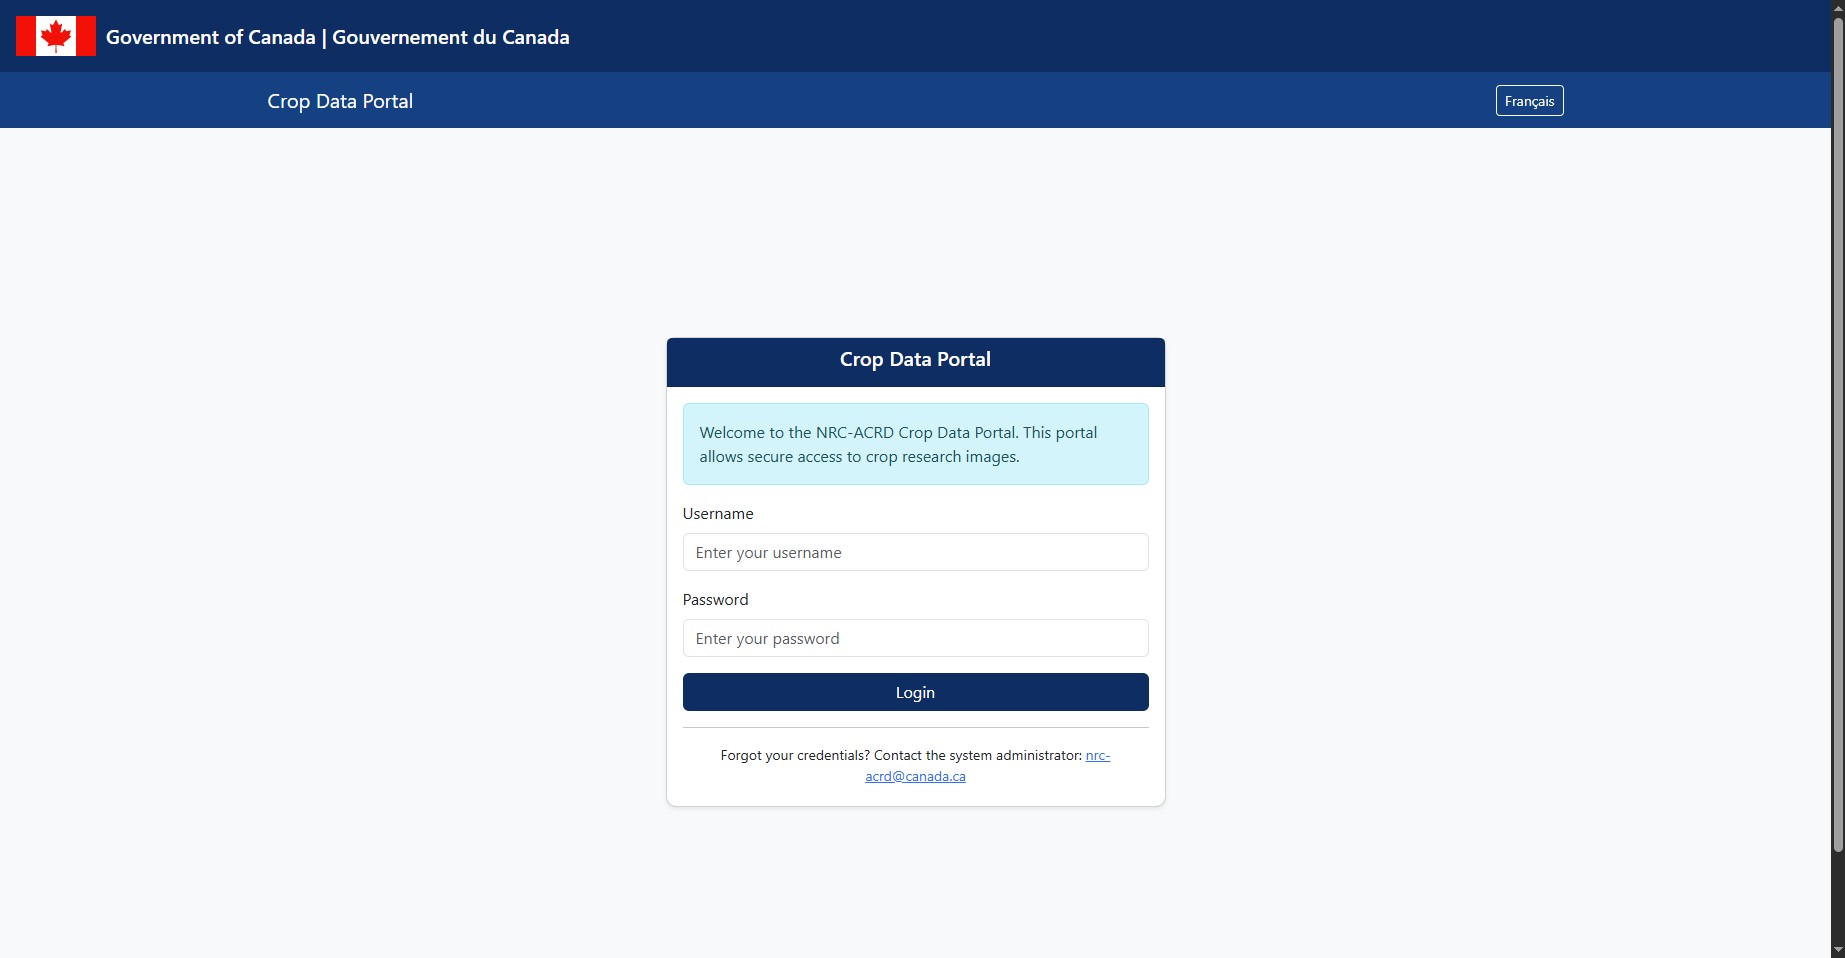 Government of Canada | Gouvernement du Canada
Crop Data Portal
Français
Crop Data Portal
Welcome to the NRC-ACRD Crop Data Portal. This portal
allows secure access to crop research images.
Username
Enter your username
Password
Enter your password
Login
Forgot your credentials? Contact the system administrator: nrc-
acrd@canada.ca